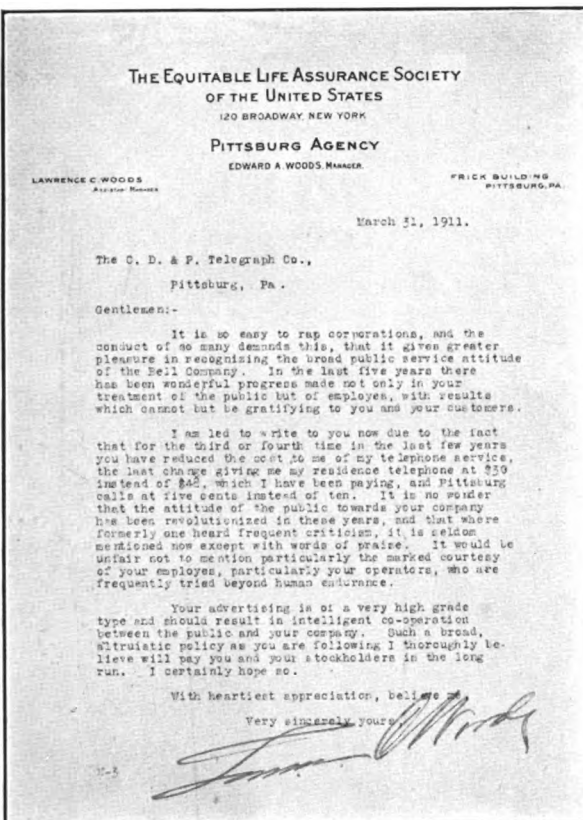 THE EQUITABLE LIFE ASSURANCE SOCIETY
OF THE UNITED STATES
120 BROADWAY, NEW YORK
PITTSBURG AGENCY
EDWARD A. WOODS, MANAGER.
LAWRENCE C. WOODS
ASSISTANT MANAGER
FRICK BUILDING
PITTSBURG, PA.
March 31, 1911.
The C. D. & P. Telegraph Co.,
Pittsburg, Pa.
Gentlemen:-
It is so easy to rap corporations, and the
conduct of so many demands this, that it gives greater
pleasure in recognizing the broad public service attitude
of the Bell Company. In the last five years there
has been wonderful progress made not only in your
treatment of the public but of employes, with results
which cannot but be gratifying to you and your customers.
I am led to write to you now due to the fact
that for the third or fourth time in the last few years
you have reduced the cost to me of my telephone service,
the last change giving me my residence telephone at $30
instead of $48, which I have been paying, and Pittsburg
calls at five cents instead of ten. It is no wonder
that the attitude of the public towards your company
has been revolutionized in these years, and that where
formerly one heard frequent criticism, it is seldom
mentioned now except with words of praise. It would be
unfair not to mention particularly the marked courtesy
of your employes, particularly your operators, who are
frequently tried beyond human endurance.
Your advertising is of a very high grade
type and should result in intelligent co-operation
between the public and your company. Such a broad,
altruistic policy as you are following I thoroughly be-
lieve will pay you and your stockholders in the long
run. I certainly hope so.
With heartiest appreciation, believe me,
Very sincerely yours,
Woods